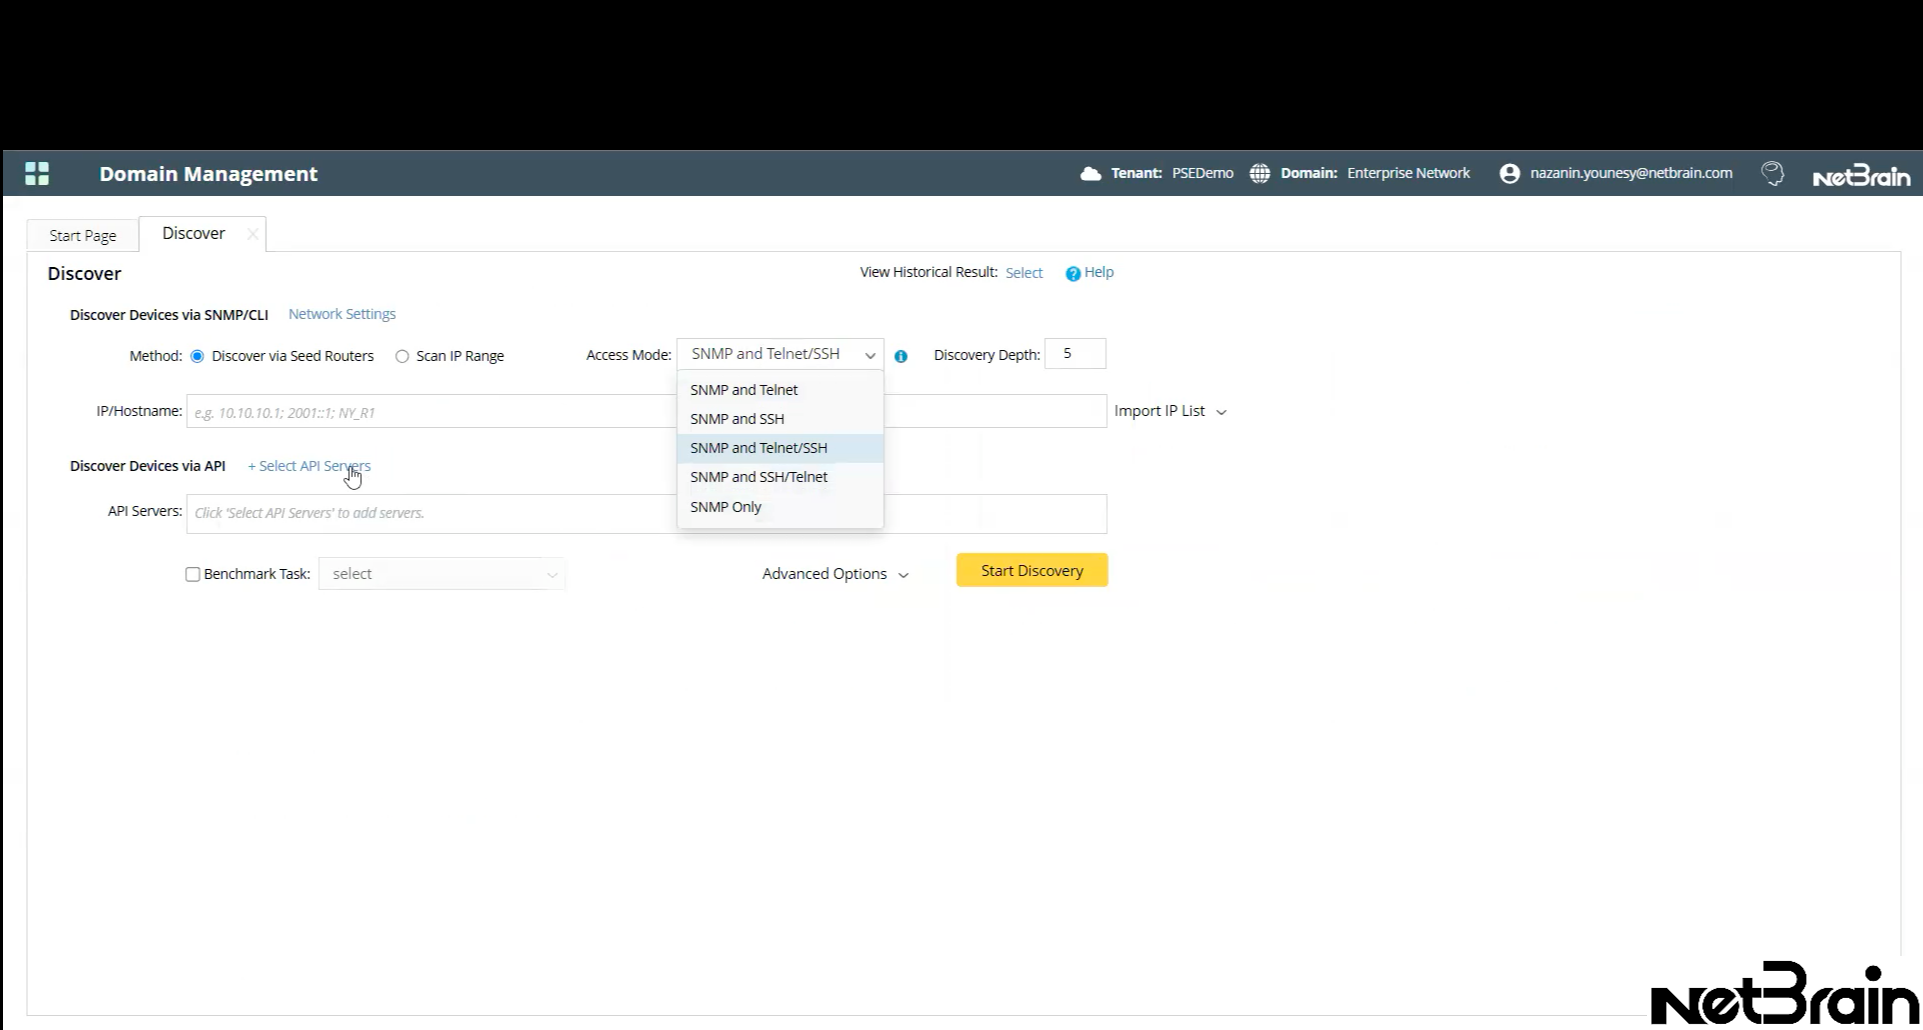 Domain Management
Tenant: PSEDemo Domain: Enterprise Network nazanin.younesy@netbrain.com NetBrain
Start Page Discover
Discover View Historical Result: Select Help
Discover Devices via SNMP/CLI Network Settings
Method: Discover via Seed Routers Scan IP Range Access Mode: SNMP and Telnet/SSH Discovery Depth: 5
SNMP and Telnet
SNMP and SSH
SNMP and Telnet/SSH
SNMP and SSH/Telnet
SNMP Only
IP/Hostname: e.g. 10.10.10.1; 2001::1; NY_R1 Import IP List
Discover Devices via API + Select API Servers
API Servers: Click 'Select API Servers' to add servers.
Benchmark Task: select Advanced Options Start Discovery
NetBrain